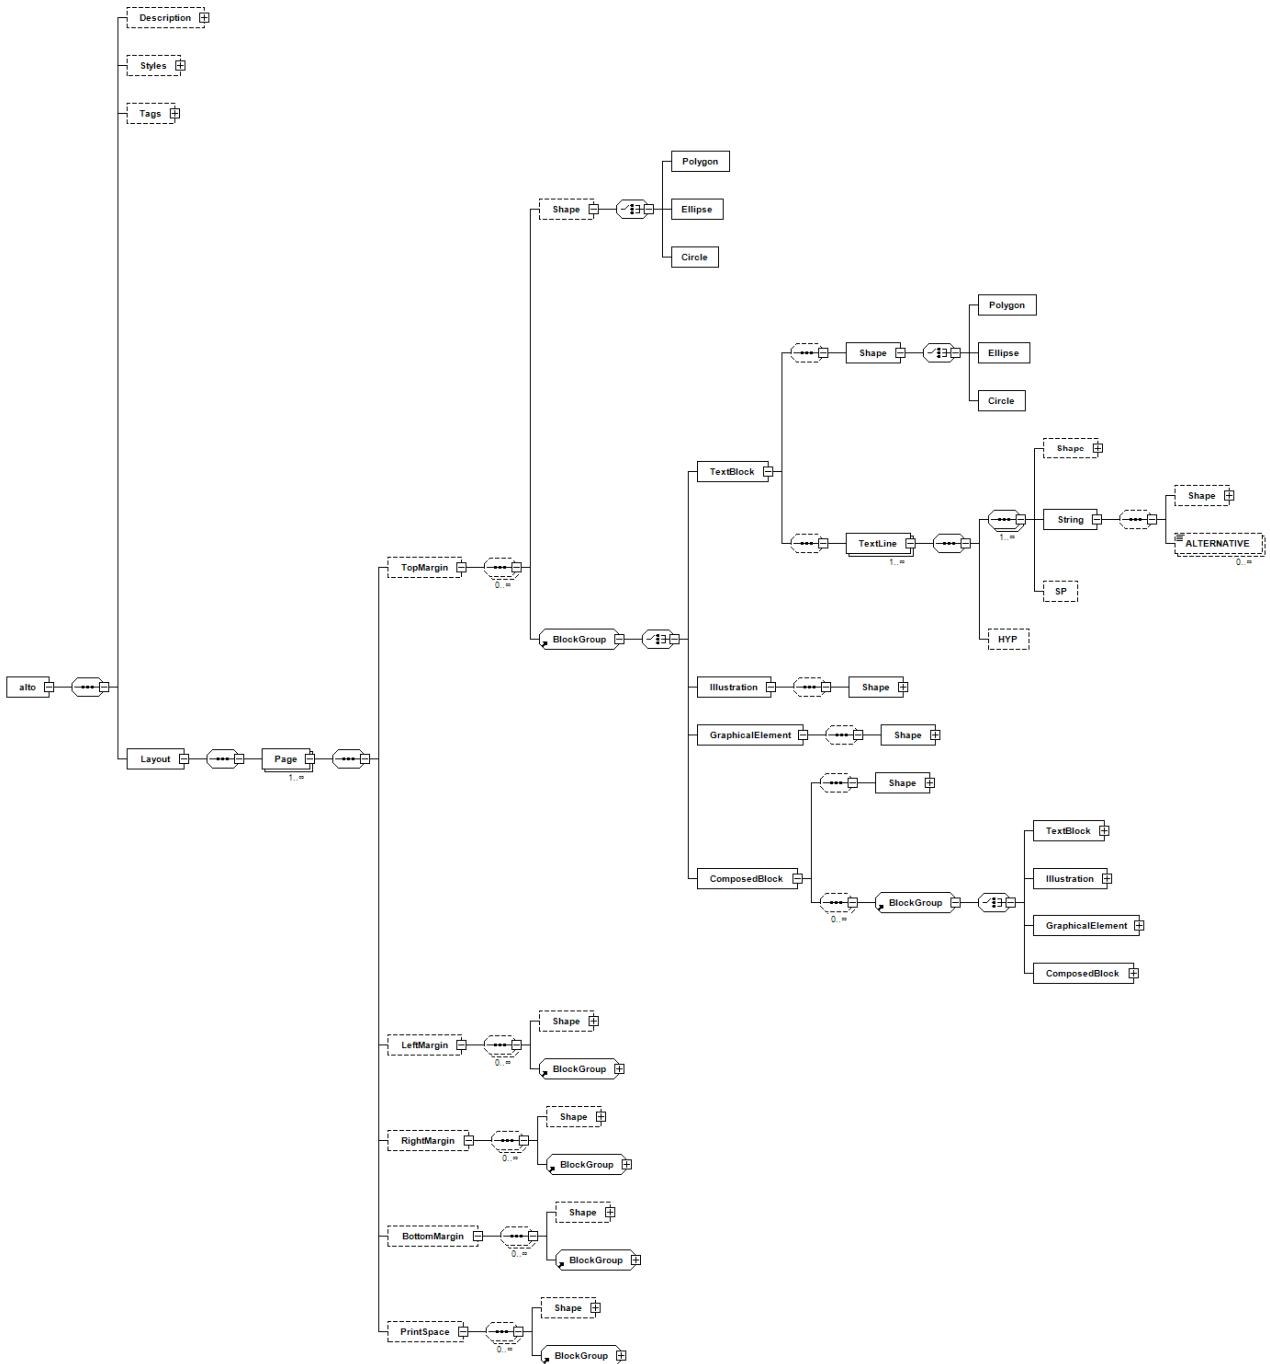 Description
Styles
Tags
Polygon
Shape
Ellipse
Circle
Polygon
Shape
Ellipse
Circle
Shape
TextBlock
Shape
String
TextLine
ALTERNATIVE
1..∞
1..∞
0..∞
TopMargin
0..∞
SP
BlockGroup
HYP
alto
Illustration
Shape
GraphicalElement
Shape
Layout
Page
1..∞
Shape
TextBlock
ComposedBlock
Illustration
BlockGroup
0..∞
GraphicalElement
ComposedBlock
Shape
LeftMargin
0..∞
BlockGroup
Shape
RightMargin
0..∞
BlockGroup
Shape
BottomMargin
0..∞
BlockGroup
Shape
PrintSpace
0..∞
BlockGroup